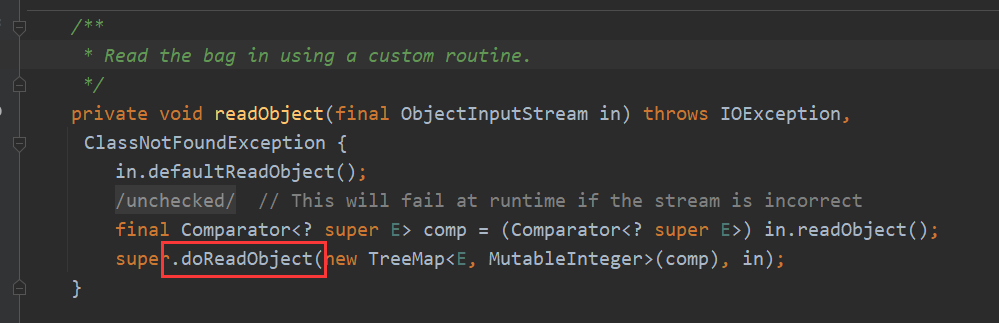 /**
* Read the bag in using a custom routine.
*/
private void readObject(final ObjectInputStream in) throws IOException,
ClassNotFoundException {
in.defaultReadObject();
/unchecked/  // This will fail at runtime if the stream is incorrect
final Comparator<? super E> comp = (Comparator<? super E>) in.readObject();
super.doReadObject(new TreeMap<E, MutableInteger>(comp), in);
}